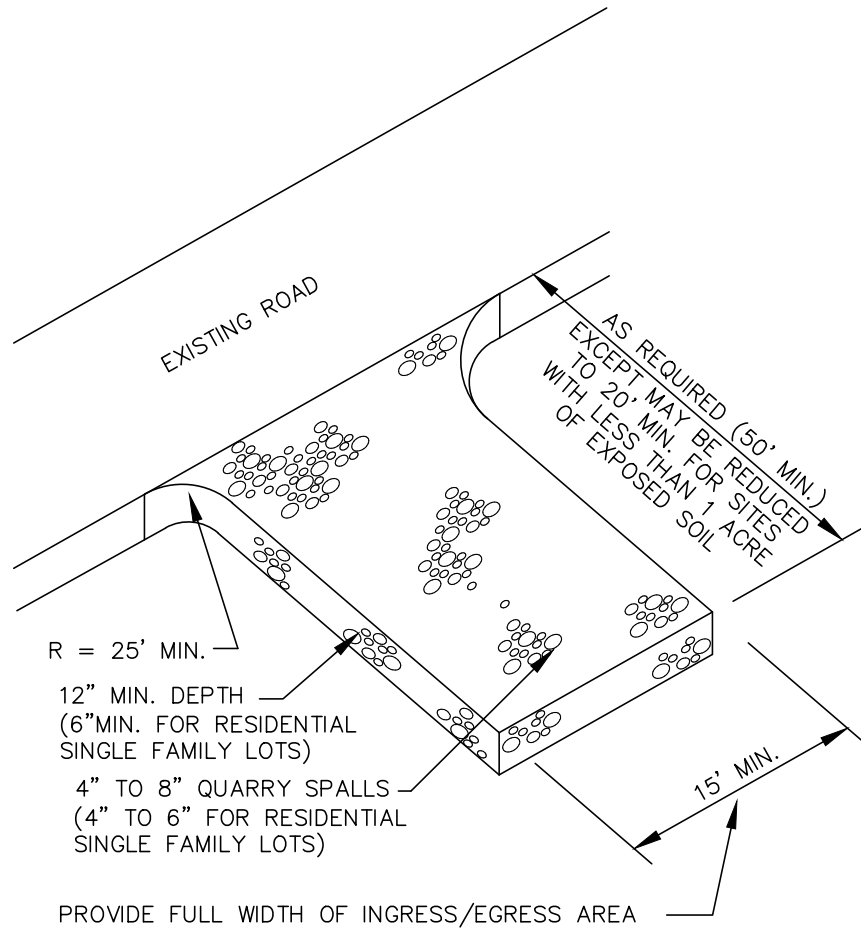 EXISTING ROAD
AS REQUIRED (50' MIN.)
EXCEPT MAY BE REDUCED
TO 20' MIN. FOR SITES
WITH LESS THAN 1 ACRE
OF EXPOSED SOIL
R = 25' MIN.
12" MIN. DEPTH
(6"MIN. FOR RESIDENTIAL
SINGLE FAMILY LOTS)
4" TO 8" QUARRY SPALLS
(4" TO 6" FOR RESIDENTIAL
SINGLE FAMILY LOTS)
15' MIN.
PROVIDE FULL WIDTH OF INGRESS/EGRESS AREA